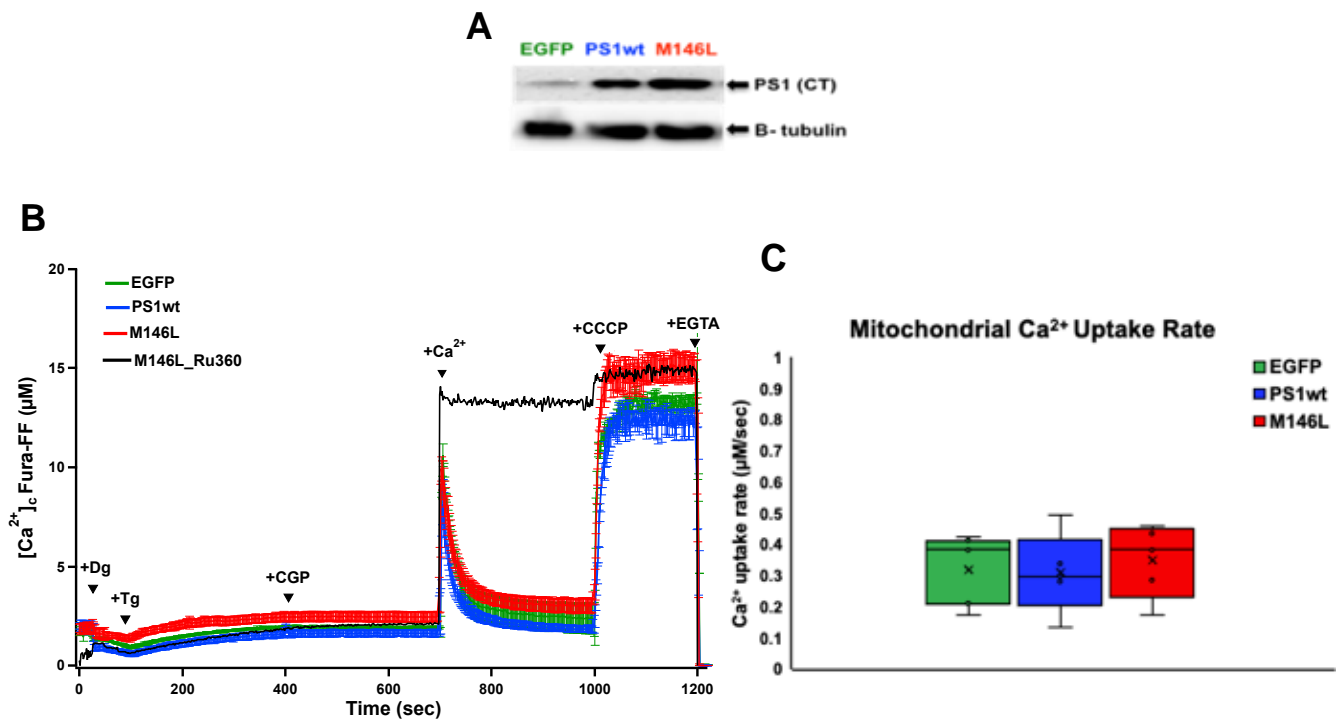 A
EGFP PS1wt M146L
PS1 (CT)
B- tubulin
B
20
15
10
5
0
[Ca²⁺]c Fura-FF (µM)
EGFP
PS1wt
M146L
M146L_Ru360
+Dg
+Tg
+CGP
+Ca²⁺
+CCCP
+EGTA
0 200 400 600 800 1000 1200
Time (sec)
C
Mitochondrial Ca²⁺ Uptake Rate
1
0.9
0.8
0.7
0.6
0.5
0.4
0.3
0.2
0.1
0
Ca²⁺ uptake rate (µM/sec)
EGFP
PS1wt
M146L